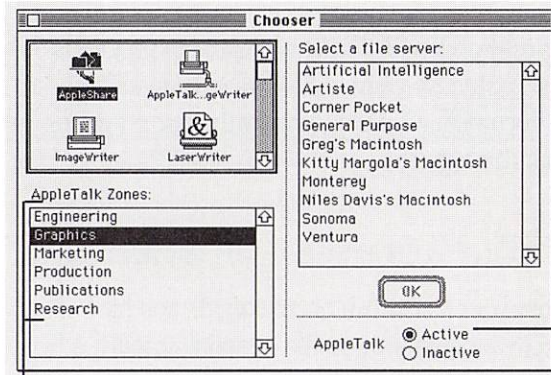 Chooser
AppleShare
AppleTalk...geWriter
ImageWriter
LaserWriter
AppleTalk Zones:
Engineering
Graphics
Marketing
Production
Publications
Research
Select a file server:
Artificial Intelligence
Artiste
Corner Pocket
General Purpose
Greg's Macintosh
Kitty Margola's Macintosh
Monterey
Niles Davis's Macintosh
Sonoma
Ventura
OK
AppleTalk
Active
Inactive